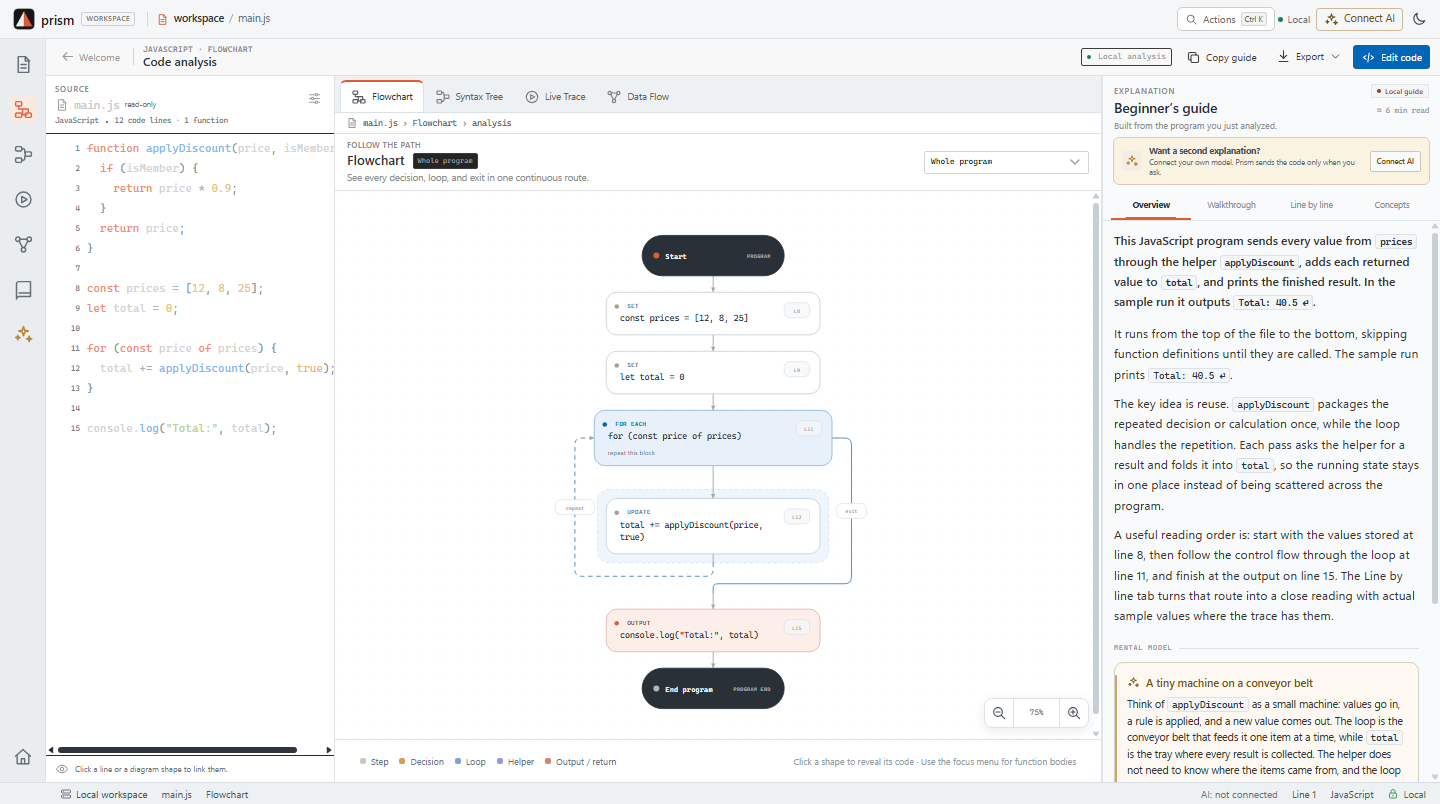 prism WORKSPACE workspace / main.js Actions Ctrl K Local Connect AI
Welcome JAVASCRIPT · FLOWCHART
Code analysis
Local analysis Copy guide Export Edit code
SOURCE
main.js read-only
JavaScript • 12 code lines · 1 function
1 function applyDiscount(price, isMember
2 if (isMember) {
3 return price * 0.9;
4 }
5 return price;
6 }
7
8 const prices = [12, 8, 25];
9 let total = 0;
10
11 for (const price of prices) {
12 total += applyDiscount(price, true);
13 }
14
15 console.log("Total:", total);
Click a line or a diagram shape to link them.
Flowchart Syntax Tree Live Trace Data Flow
main.js › Flowchart › analysis
FOLLOW THE PATH
Flowchart Whole program
See every decision, loop, and exit in one continuous route.
Whole program
Start PROGRAM
SET L8
const prices = [12, 8, 25]
SET L9
let total = 0
FOR EACH L11
for (const price of prices)
repeat this block
repeat
exit
UPDATE L12
total += applyDiscount(price,
true)
OUTPUT L15
console.log("Total:", total)
End program PROGRAM END
75%
Step Decision Loop Helper Output / return
Click a shape to reveal its code · Use the focus menu for function bodies
EXPLANATION Local guide
Beginner's guide
≈ 6 min read
Built from the program you just analyzed.
Want a second explanation?
Connect your own model. Prism sends the code only when you
ask.
Connect AI
Overview Walkthrough Line by line Concepts
This JavaScript program sends every value from prices
through the helper applyDiscount, adds each returned
value to total, and prints the finished result. In the
sample run it outputs Total: 40.5 ↵.
It runs from the top of the file to the bottom, skipping
function definitions until they are called. The sample run
prints Total: 40.5 ↵.
The key idea is reuse. applyDiscount packages the
repeated decision or calculation once, while the loop
handles the repetition. Each pass asks the helper for a
result and folds it into total, so the running state stays
in one place instead of being scattered across the
program.
A useful reading order is: start with the values stored at
line 8, then follow the control flow through the loop at
line 11, and finish at the output on line 15. The Line by
line tab turns that route into a close reading with actual
sample values where the trace has them.
MENTAL MODEL
A tiny machine on a conveyor belt
Think of applyDiscount as a small machine: values go in,
a rule is applied, and a new value comes out. The loop is the
conveyor belt that feeds it one item at a time, while total
is the tray where every result is collected. The helper does
not need to know where the items came from, and the loop
Local workspace main.js Flowchart
AI: not connected Line 1 JavaScript Local